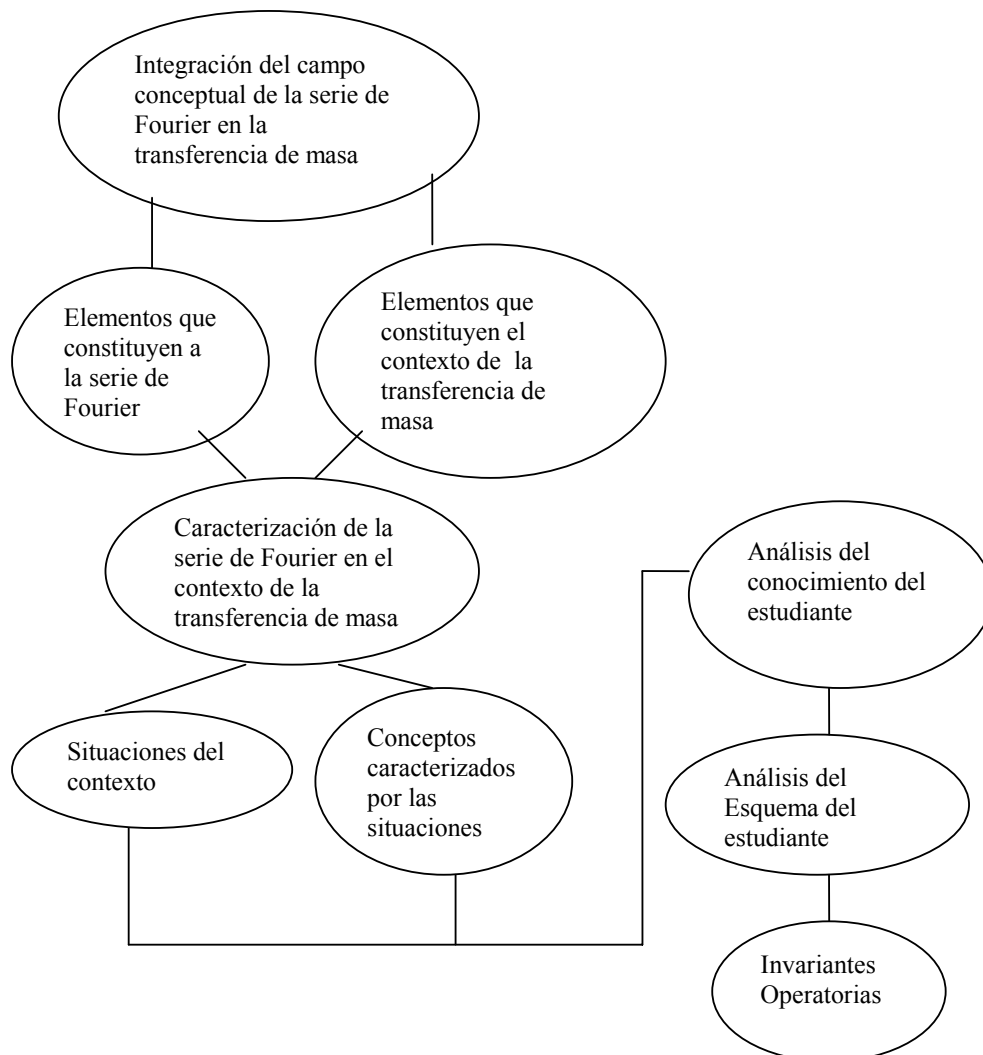 Integración del campo
conceptual de la serie de
Fourier en la
transferencia de masa
Elementos que
constituyen a
la serie de
Fourier
Elementos que
constituyen el
contexto de la
transferencia de
masa
Caracterización de la
serie de Fourier en el
contexto de la
transferencia de masa
Situaciones del
contexto
Conceptos
caracterizados
por las
situaciones
Análisis del
conocimiento del
estudiante
Análisis del
Esquema del
estudiante
Invariantes
Operatorias